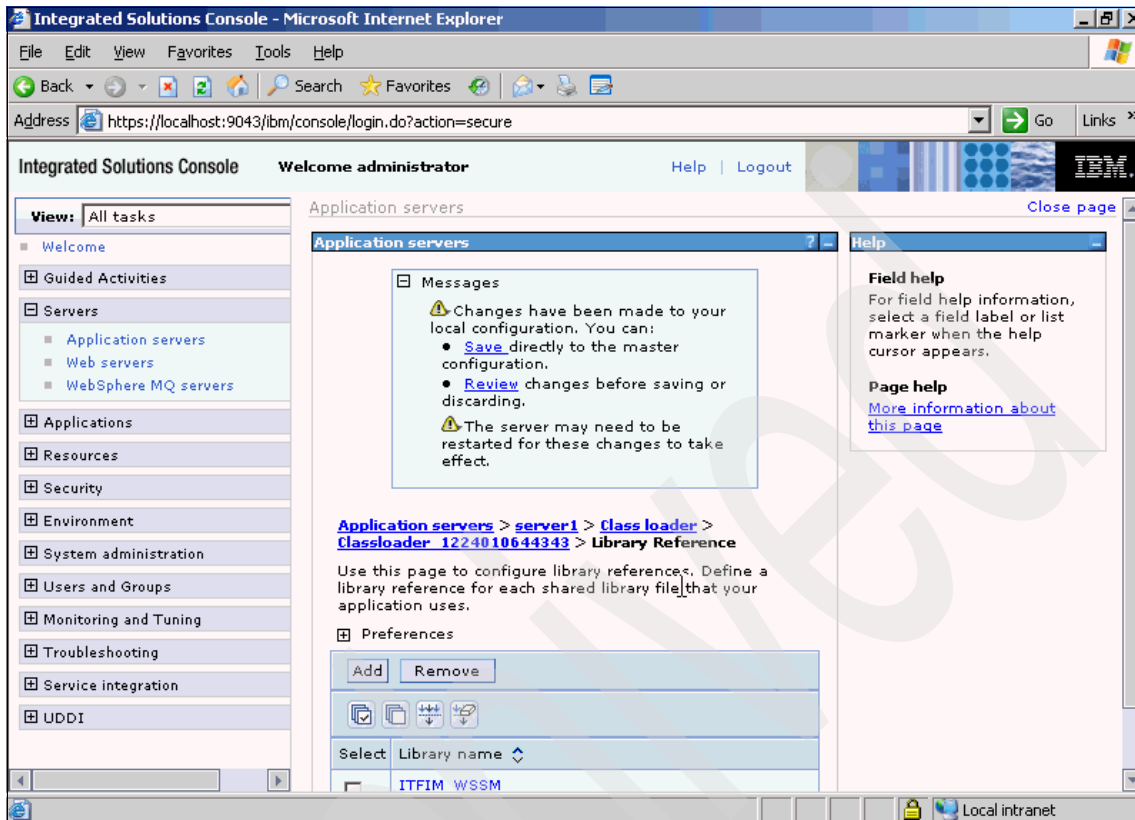 Integrated Solutions Console - Microsoft Internet Explorer
File Edit View Favorites Tools Help
Back Search Favorites
Address https://localhost:9043/ibm/console/login.do?action=secure Go Links »
Integrated Solutions Console Welcome administrator Help | Logout IBM.
View: All tasks
Welcome
Guided Activities
Servers
Application servers
Web servers
WebSphere MQ servers
Applications
Resources
Security
Environment
System administration
Users and Groups
Monitoring and Tuning
Troubleshooting
Service integration
UDDI
Application servers Close page
Application servers ? -
Messages
Changes have been made to your
local configuration. You can:
• Save directly to the master
configuration.
• Review changes before saving or
discarding.
The server may need to be
restarted for these changes to take
effect.
Application servers > server1 > Class loader >
Classloader_1224010644343 > Library Reference
Use this page to configure library references. Define a
library reference for each shared library file that your
application uses.
Preferences
Add Remove
Select Library name
ITFIM_WSSM
Help -
Field help
For field help information,
select a field label or list
marker when the help
cursor appears.
Page help
More information about
this page
Local intranet